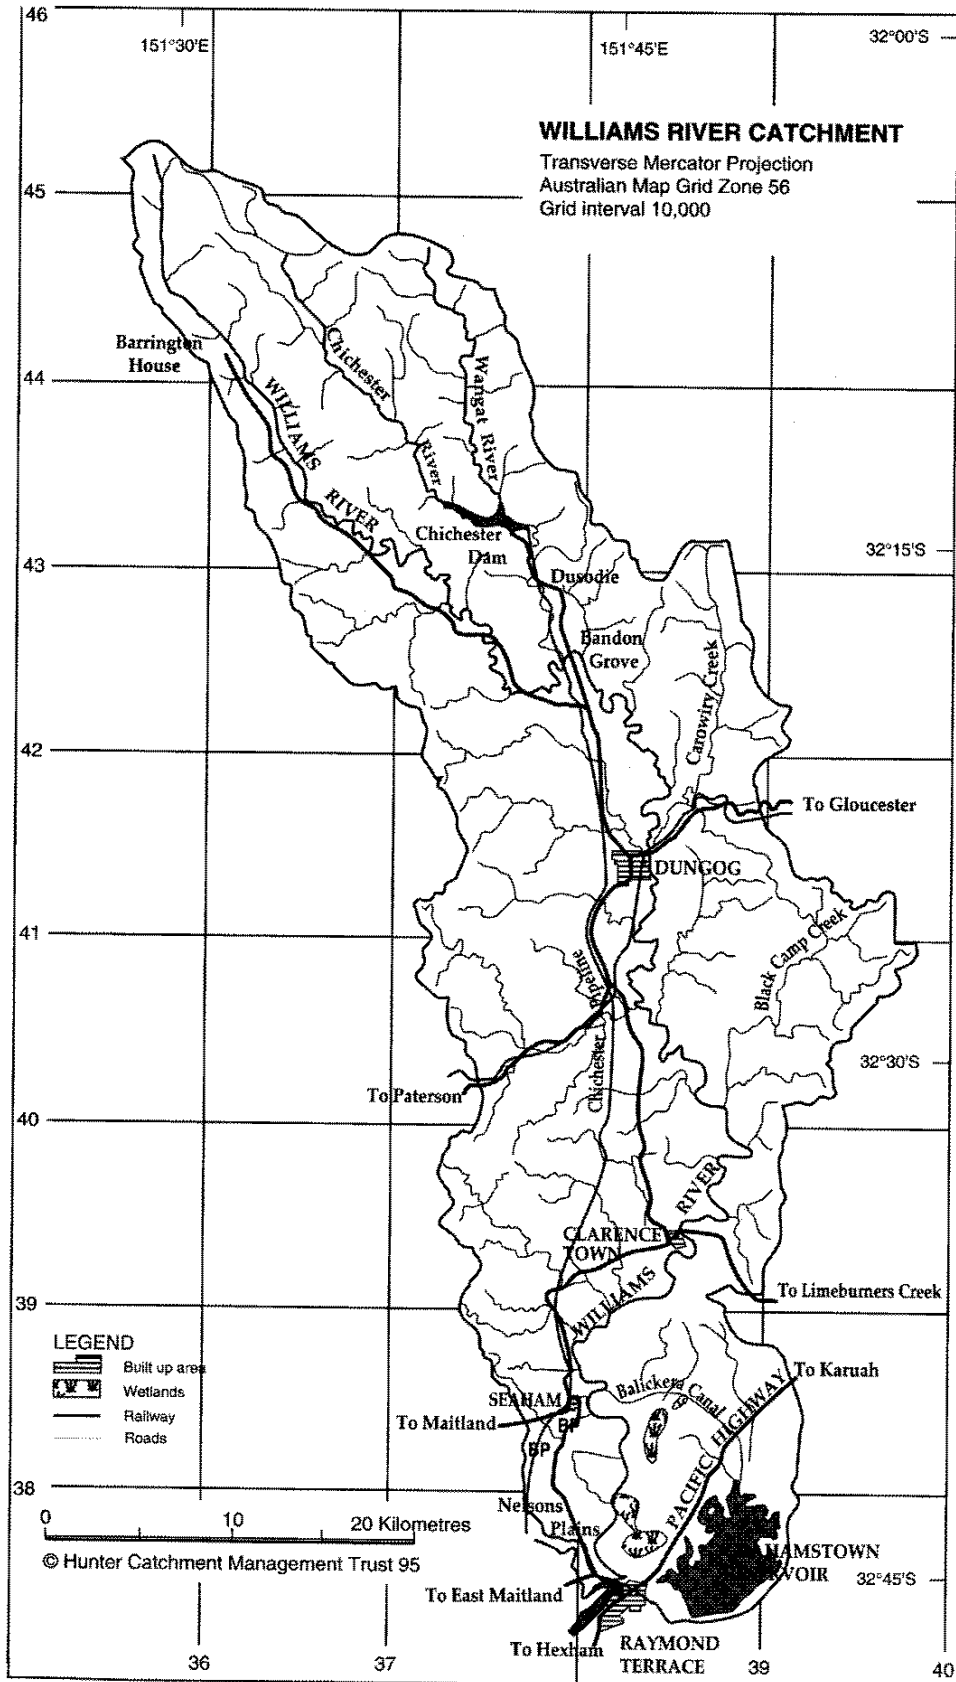 46
151°30'E
151°45'E
32°00'S
WILLIAMS RIVER CATCHMENT
Transverse Mercator Projection
Australian Map Grid Zone 56
Grid interval 10,000
45
Barrington
House
Chichester
River
Wangat River
44
WILLIAMS
RIVER
Chichester
Dam
32°15'S
43
Dusodie
Bandon
Grove
Carowiry Creek
42
To Gloucester
DUNGOG
41
Black Camp Creek
Chichester Pipeline
32°30'S
To Paterson
40
RIVER
CLARENCE
TOWN
WILLIAMS
To Limeburners Creek
39
LEGEND
Built up area
Wetlands
Railway
Roads
SEAHAM
Balickera Canal
To Karuah
To Maitland
BP
BP
PACIFIC HIGHWAY
38
Nelsons
Plains
0 10 20 Kilometres
© Hunter Catchment Management Trust 95
HAMSTOWN
RVOIR
32°45'S
To East Maitland
To Hexham
RAYMOND
TERRACE
36 37 39 40